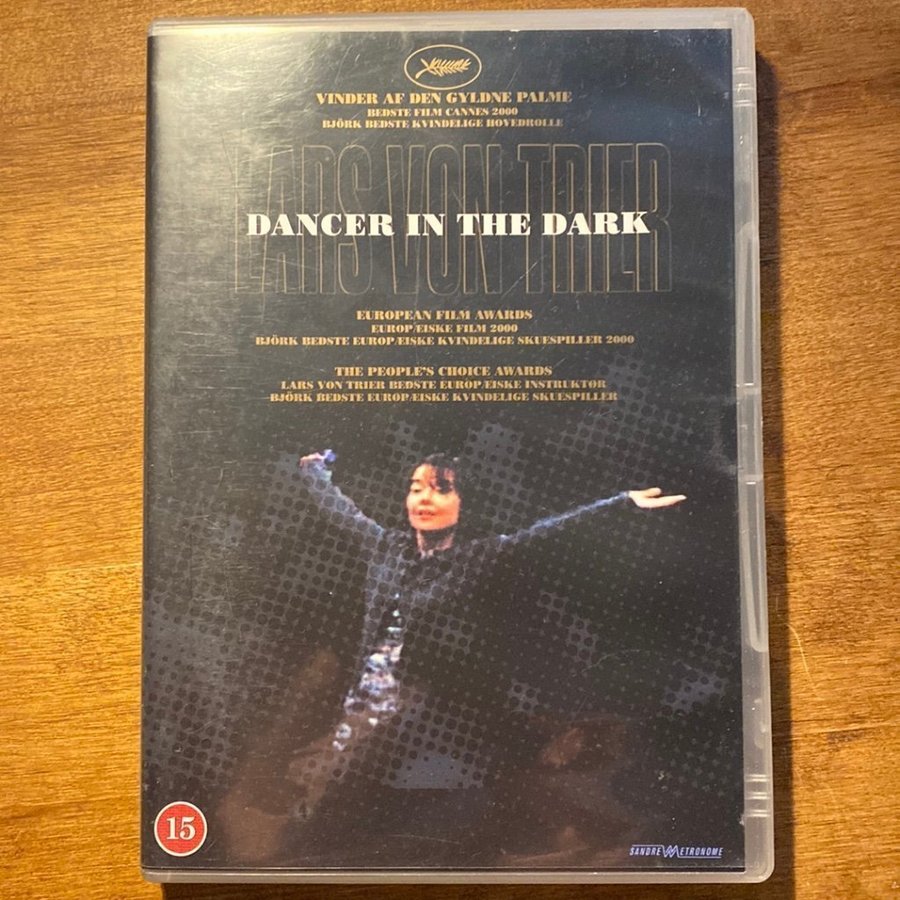 VINDER AF DEN GYLDNE PALME
BEDSTE FILM CANNES 2000
BJÖRK BEDSTE KVINDELIGE HOVEDROLLE
LARS VON TRIER
DANCER IN THE DARK
EUROPEAN FILM AWARDS
EUROPÆISKE FILM 2000
BJÖRK BEDSTE EUROPÆISKE KVINDELIGE SKUESPILLER 2000
THE PEOPLE'S CHOICE AWARDS
LARS VON TRIER BEDSTE EUROPÆISKE INSTRUKTØR
BJÖRK BEDSTE EUROPÆISKE KVINDELIGE SKUESPILLER
15
SANDREW METRONOME